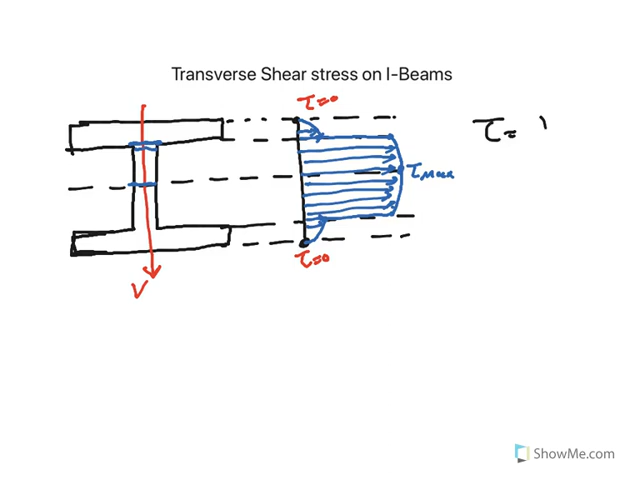 Transverse Shear stress on I-Beams
τ=0
τ=
τmax
τ=0
V
ShowMe.com